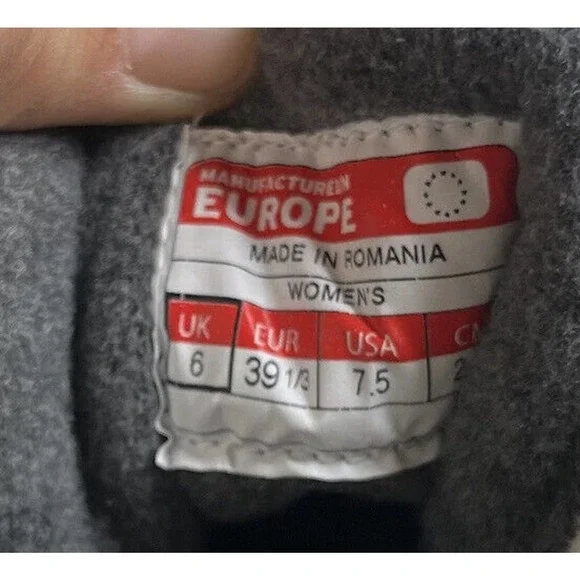 MANUFACTURED IN
EUROPE
MADE IN ROMANIA
WOMEN'S
UK EUR USA
6 39 1/3 7.5